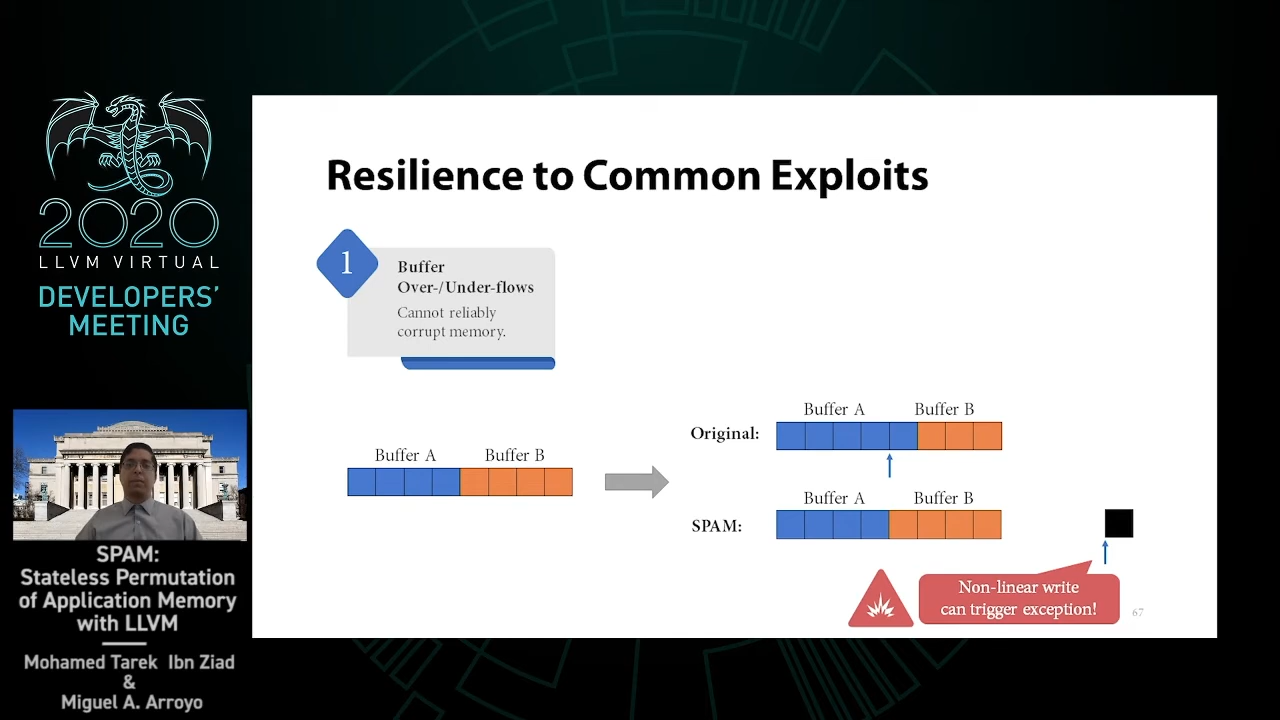 2020
LLVM VIRTUAL
DEVELOPERS'
MEETING
SPAM:
Stateless Permutation
of Application Memory
with LLVM
Mohamed Tarek Ibn Ziad
&
Miguel A. Arroyo
Resilience to Common Exploits
1
Buffer
Over-/Under-flows
Cannot reliably
corrupt memory.
Buffer A Buffer B
Original:
Buffer A Buffer B
SPAM:
Buffer A Buffer B
Non-linear write
can trigger exception!
67